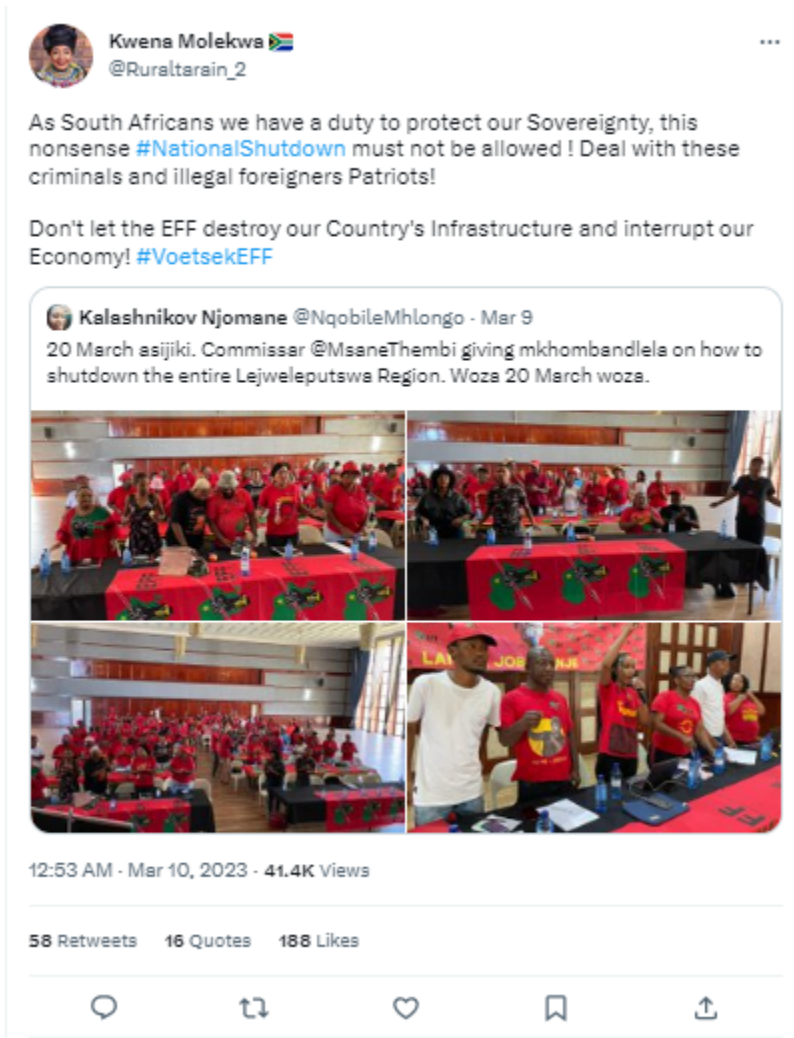 Kwena Molekwa
@Ruraltarain_2
As South Africans we have a duty to protect our Sovereignty, this
nonsense #NationalShutdown must not be allowed ! Deal with these
criminals and illegal foreigners Patriots!
Don't let the EFF destroy our Country's Infrastructure and interrupt our
Economy! #VoetsekEFF
Kalashnikov Njomane @NqobileMhlongo · Mar 9
20 March asijiki. Commissar @MsaneThembi giving mkhombandlela on how to
shutdown the entire Lejweleputswa Region. Woza 20 March woza.
12:53 AM · Mar 10, 2023 · 41.4K Views
58 Retweets 16 Quotes 188 Likes